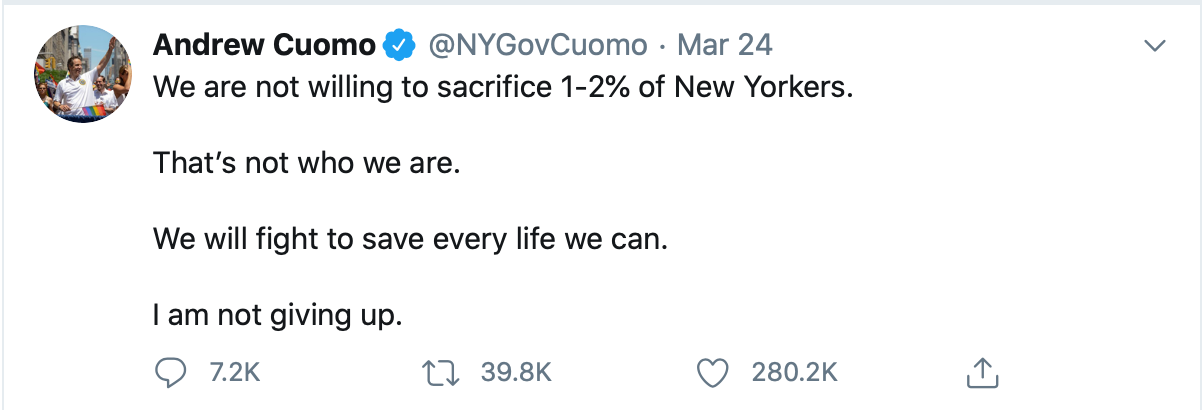 Andrew Cuomo @NYGovCuomo · Mar 24
We are not willing to sacrifice 1-2% of New Yorkers.
That’s not who we are.
We will fight to save every life we can.
I am not giving up.
7.2K 39.8K 280.2K